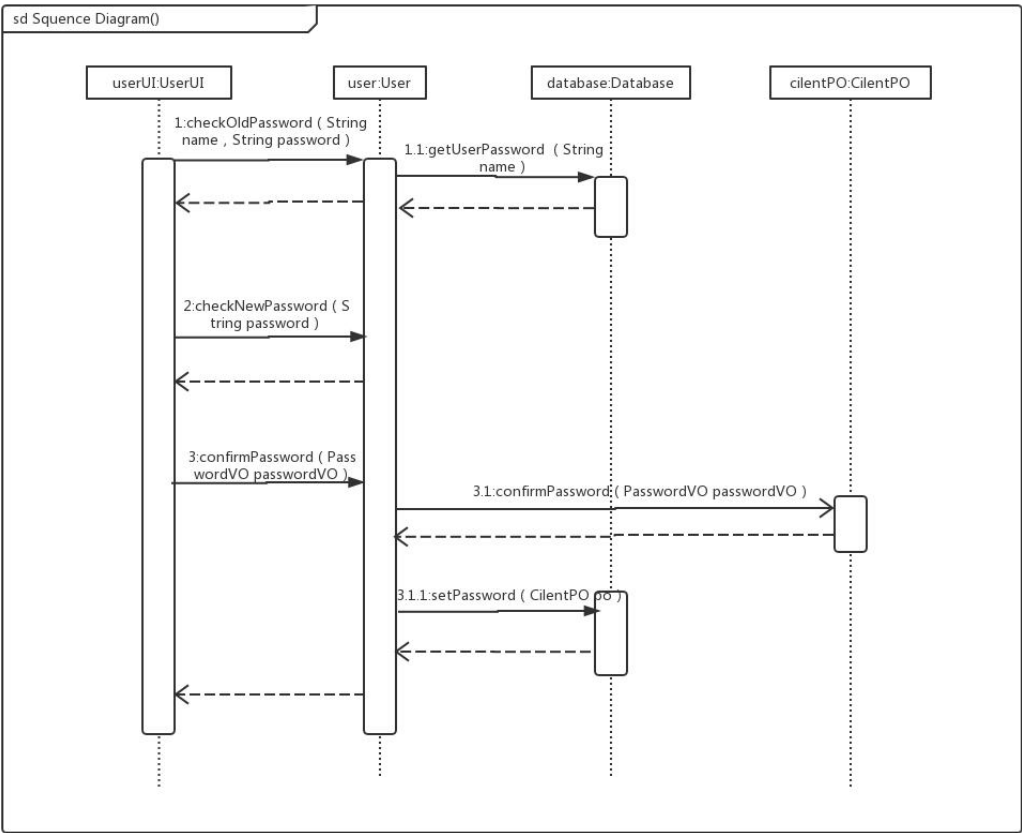 sd Squence Diagram()
userUI:UserUI
user:User
database:Database
cilentPO:CilentPO
1:checkOldPassword ( String
name , String password )
1.1:getUserPassword ( String
name )
2:checkNewPassword ( S
tring password )
3:confirmPassword ( Pass
wordVO passwordVO )
3.1:confirmPassword ( PasswordVO passwordVO )
3.1.1:setPassword ( CilentPO po )